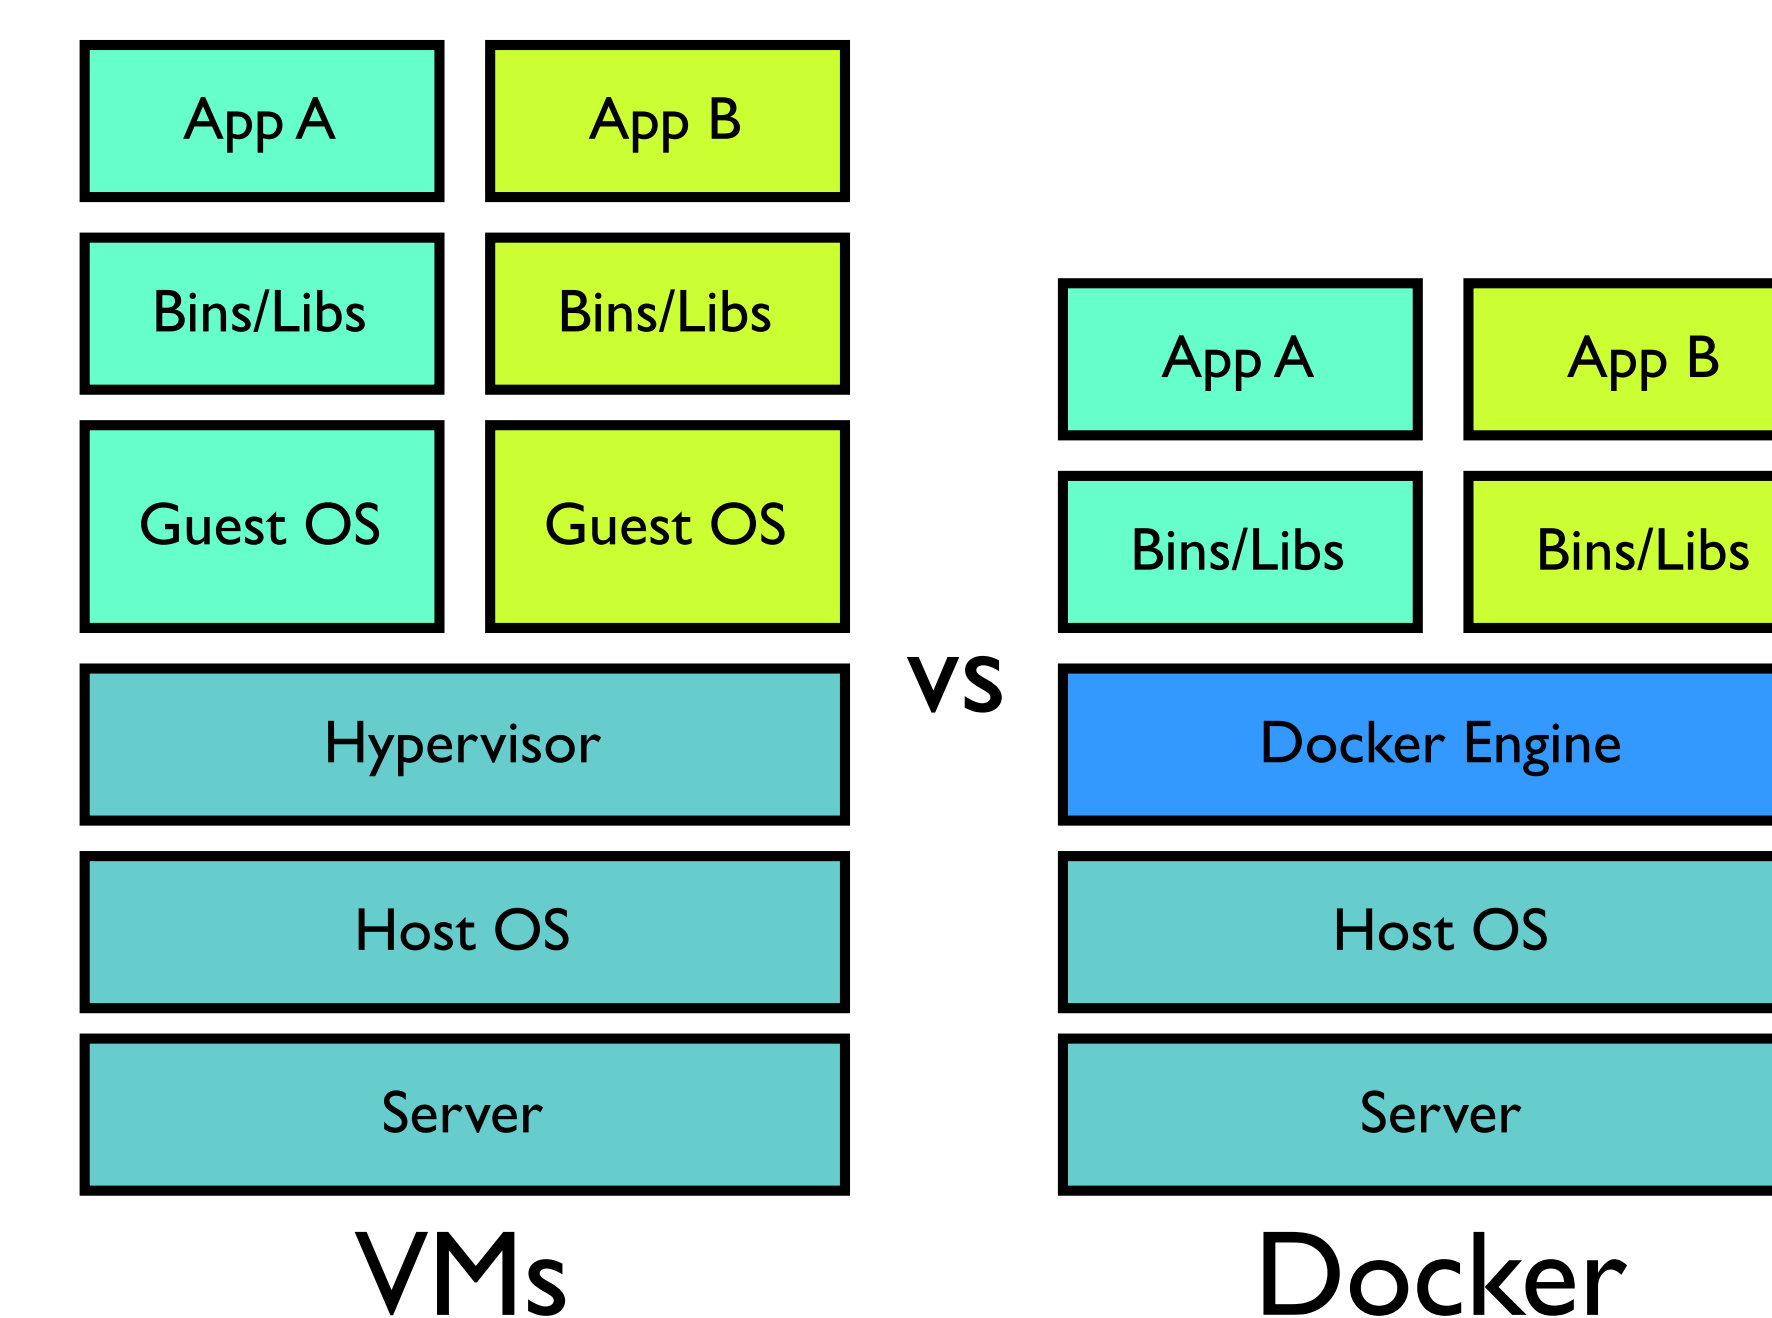 App A
App B
Bins/Libs
Bins/Libs
Guest OS
Guest OS
Hypervisor
Host OS
Server
VMs
vs
App A
App B
Bins/Libs
Bins/Libs
Docker Engine
Host OS
Server
Docker